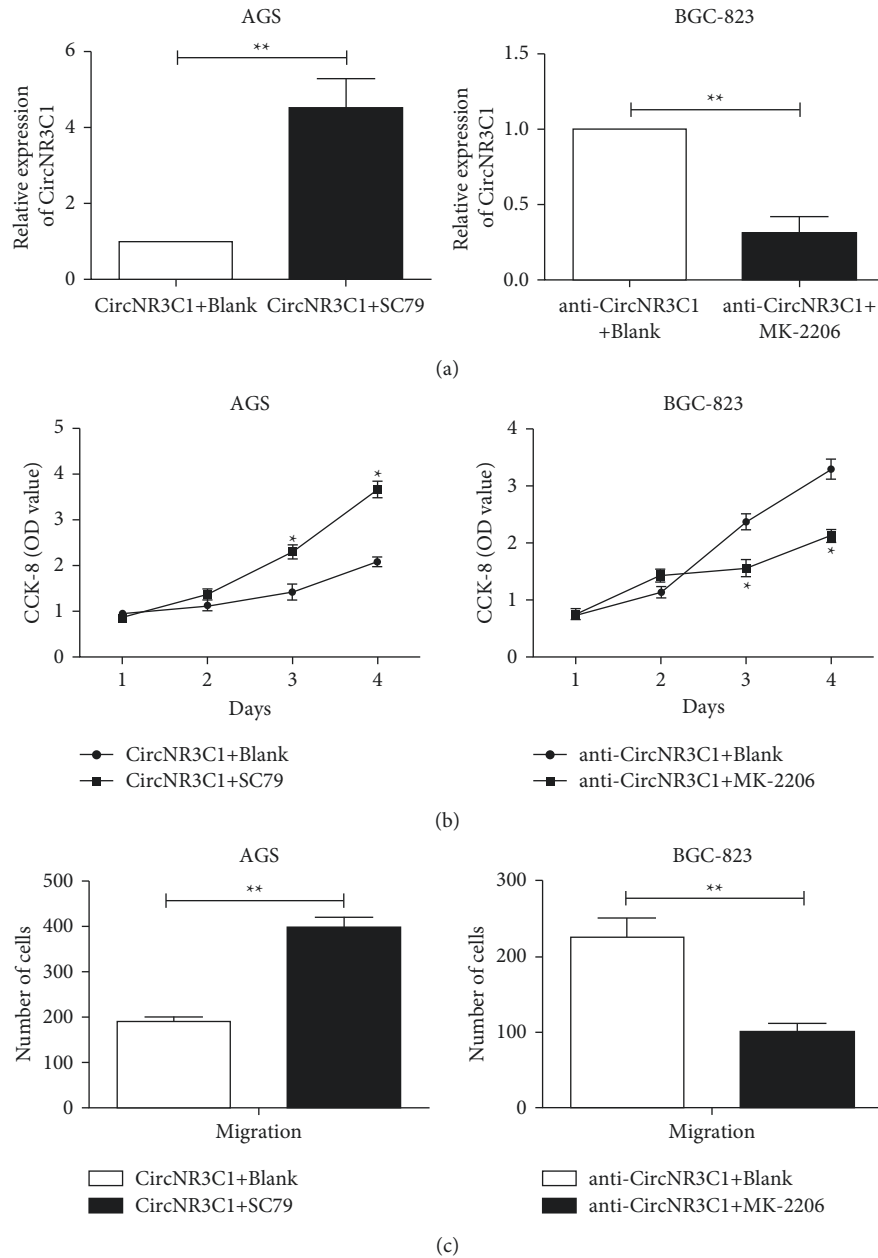 AGS
Relative expression
of CircNR3C1
6
4
2
0
**
CircNR3C1+Blank
CircNR3C1+SC79
BGC-823
Relative expression
of CircNR3C1
1.5
1.0
0.5
0.0
**
anti-CircNR3C1
+Blank
anti-CircNR3C1+
MK-2206
(a)
AGS
CCK-8 (OD value)
5
4
3
2
1
0
*
*
1 2 3 4
Days
CircNR3C1+Blank
CircNR3C1+SC79
BGC-823
CCK-8 (OD value)
4
3
2
1
0
*
*
1 2 3 4
Days
anti-CircNR3C1+Blank
anti-CircNR3C1+MK-2206
(b)
AGS
Number of cells
500
400
300
200
100
0
**
Migration
CircNR3C1+Blank
CircNR3C1+SC79
BGC-823
Number of cells
300
200
100
0
**
Migration
anti-CircNR3C1+Blank
anti-CircNR3C1+MK-2206
(c)